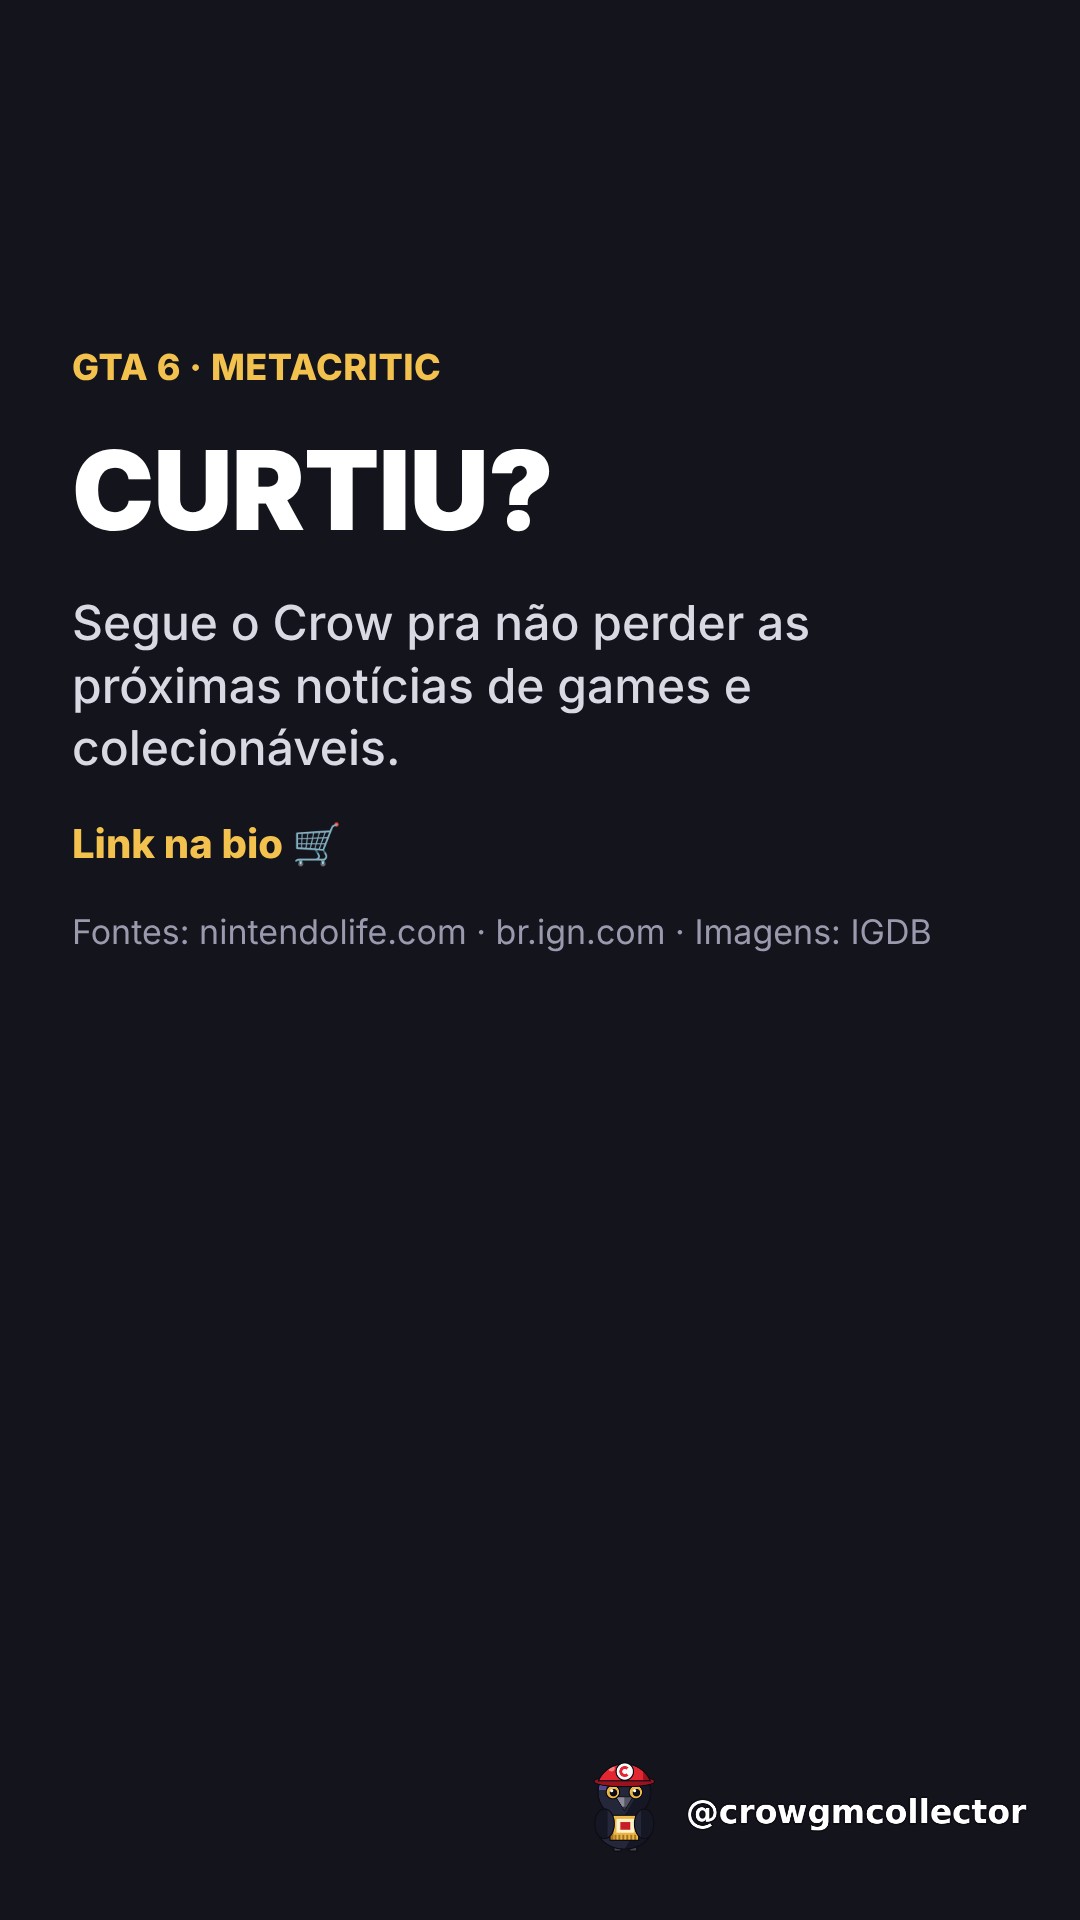 GTA 6 · METACRITIC
CURTIU?
Segue o Crow pra não perder as
próximas notícias de games e
colecionáveis.
Link na bio 🛒
Fontes: nintendolife.com · br.ign.com · Imagens: IGDB
C
@crowgmcollector